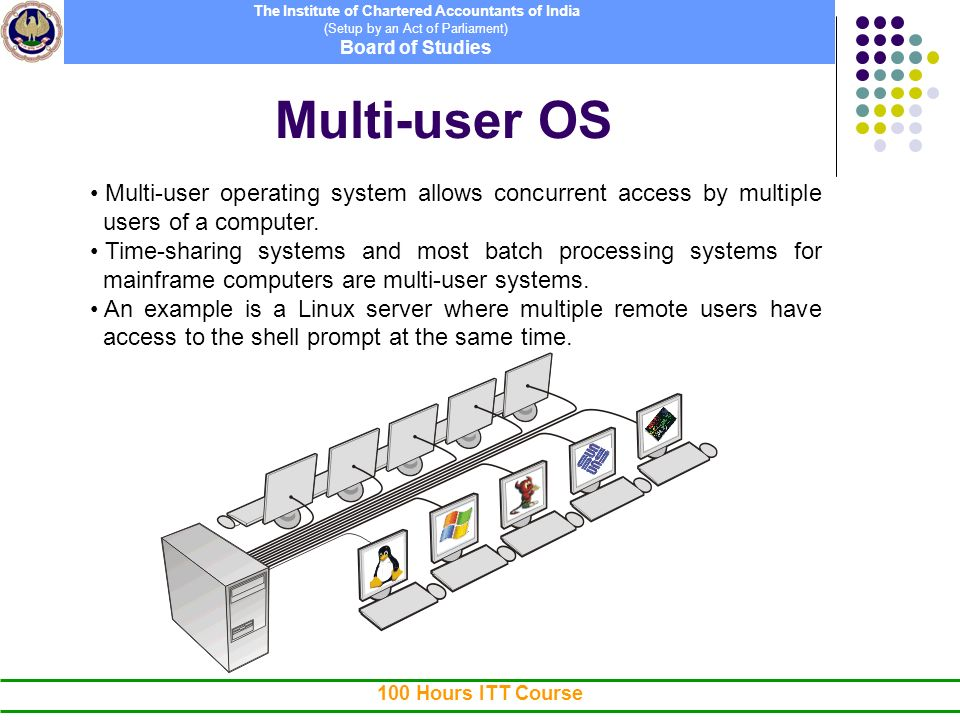 The Institute of Chartered Accountants of India
(Setup by an Act of Parliament)
Board of Studies
Multi-user OS
• Multi-user operating system allows concurrent access by multiple
users of a computer.
• Time-sharing systems and most batch processing systems for
mainframe computers are multi-user systems.
• An example is a Linux server where multiple remote users have
access to the shell prompt at the same time.
100 Hours ITT Course